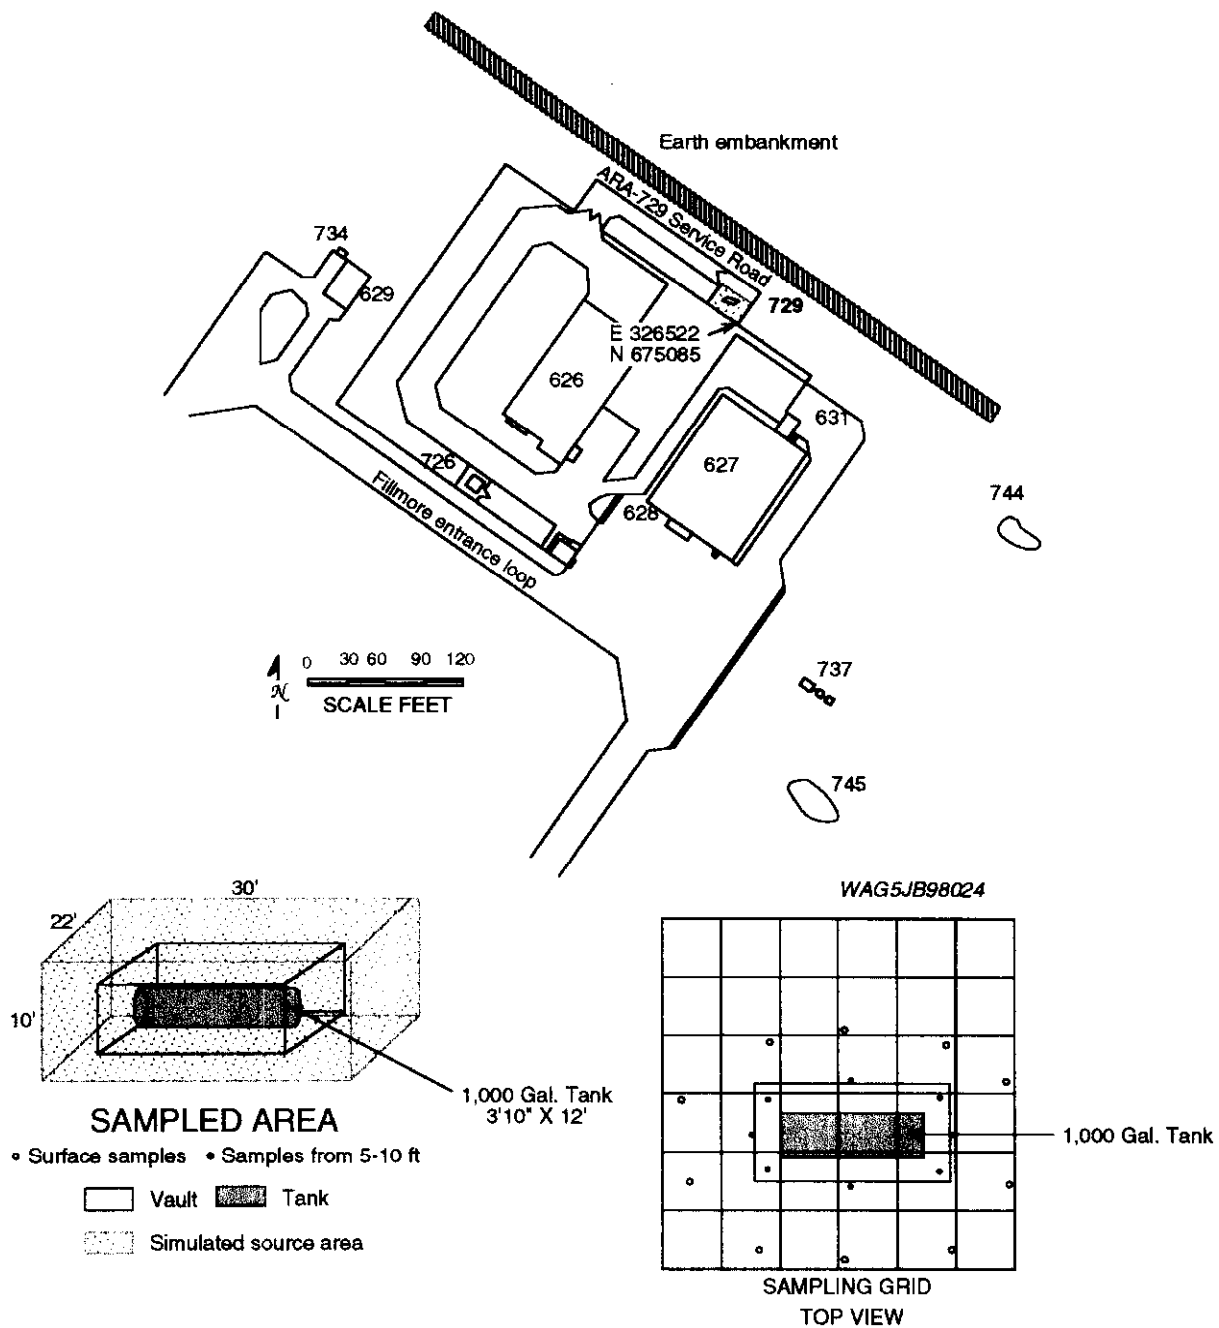 Earth embankment
ARA-729 Service Road
734
629
729
E 326522
N 675085
626
631
627
726
744
628
Fillmore entrance loop
N
0 30 60 90 120
SCALE FEET
737
745
WAG5JB98024
30'
22'
10'
1,000 Gal. Tank
3'10" X 12'
SAMPLED AREA
Surface samples
Samples from 5-10 ft
Vault
Tank
Simulated source area
1,000 Gal. Tank
SAMPLING GRID
TOP VIEW